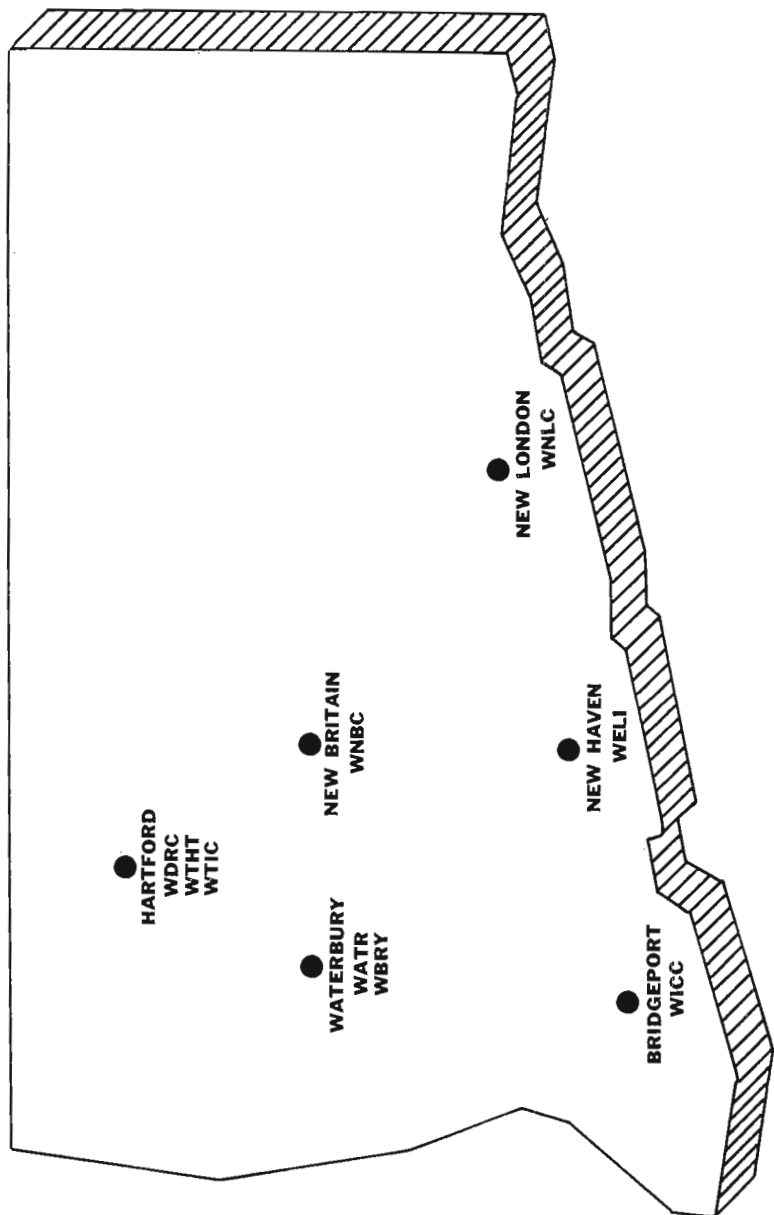 HARTFORD
WDRC
WTHT
WTIC
WATERBURY
WATR
WBRY
NEW BRITAIN
WNBC
NEW LONDON
WNLC
BRIDGEPORT
WICC
NEW HAVEN
WELI